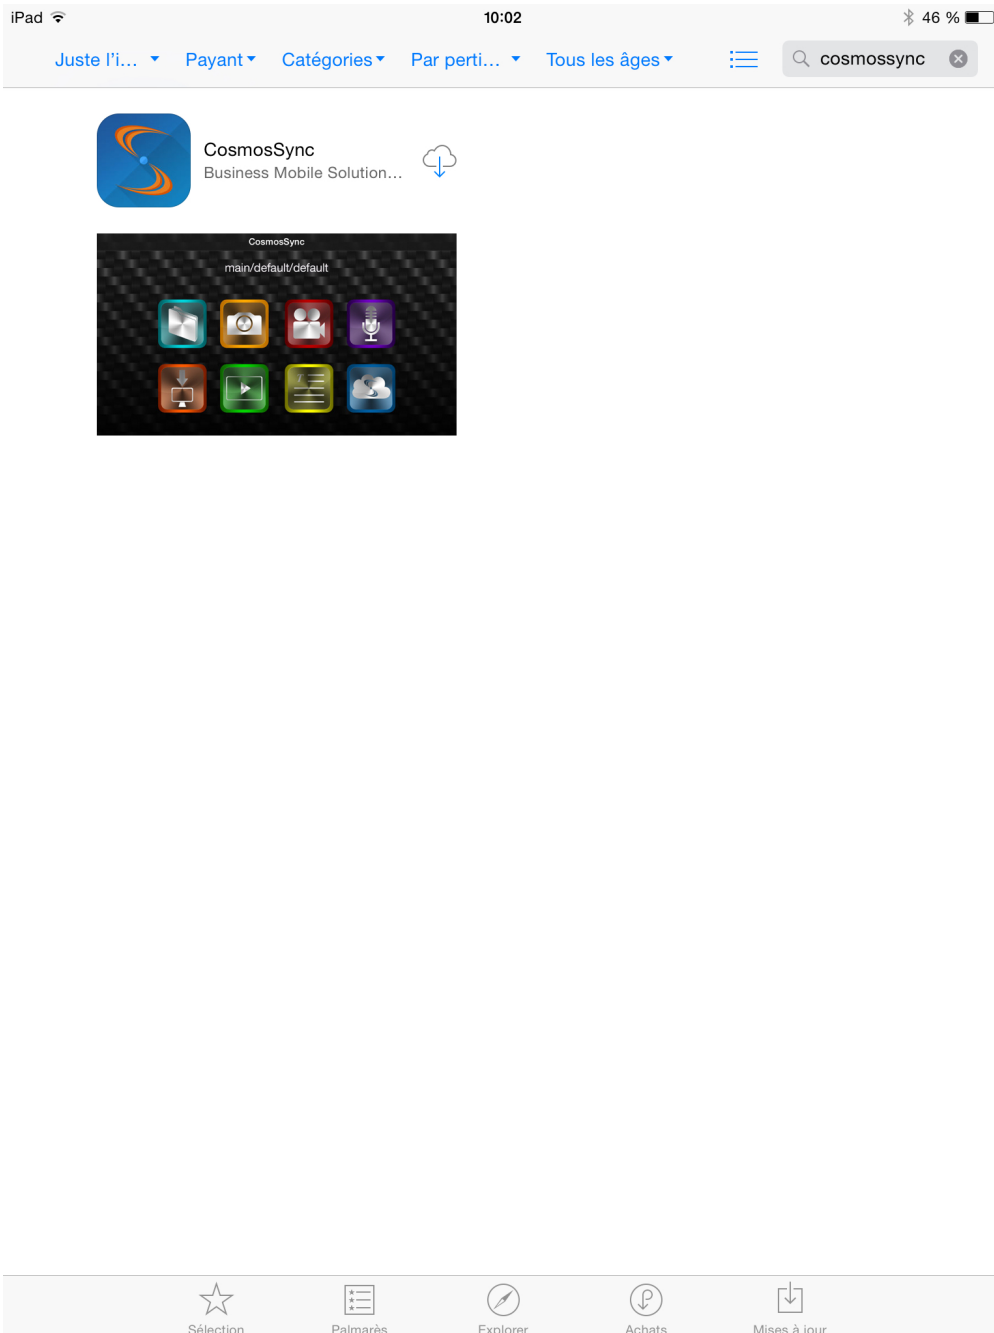 iPad 10:02 46 %
Juste l'i... Payant Catégories Par perti... Tous les âges cosmossync
CosmosSync
Business Mobile Solution...
CosmosSync
main/default/default
Sélection Palmarès Explorer Achats Mises à jour